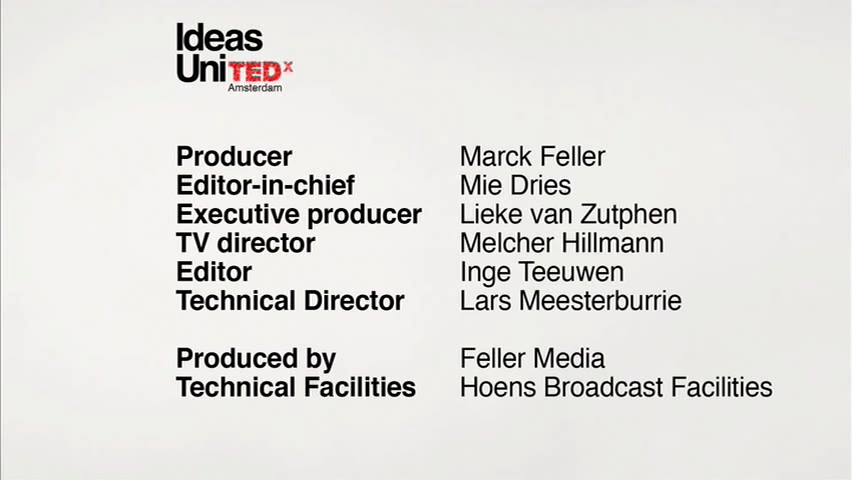 Ideas
UniTEDx
Amsterdam
Producer Marck Feller
Editor-in-chief Mie Dries
Executive producer Lieke van Zutphen
TV director Melcher Hillmann
Editor Inge Teeuwen
Technical Director Lars Meesterburrie
Produced by Feller Media
Technical Facilities Hoens Broadcast Facilities